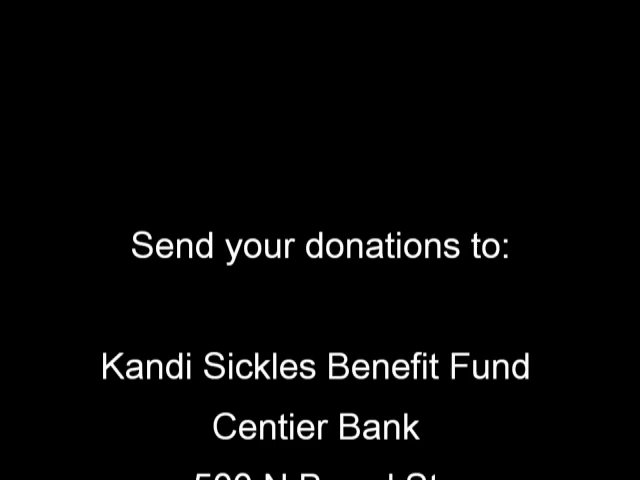 Send your donations to:
Kandi Sickles Benefit Fund
Centier Bank